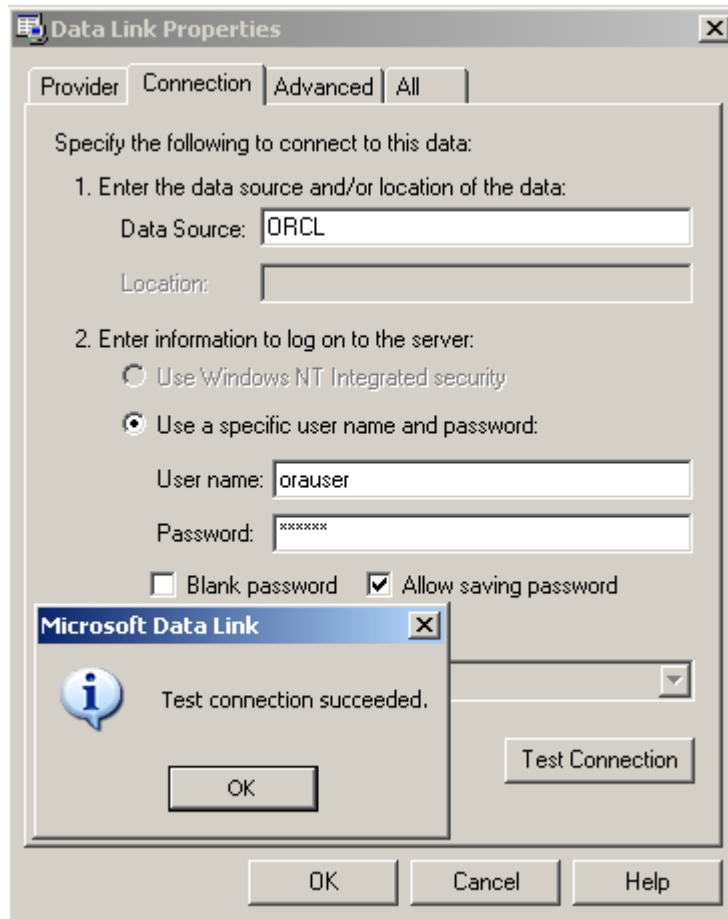 Data Link Properties
Provider Connection Advanced All
Specify the following to connect to this data:
1. Enter the data source and/or location of the data:
Data Source: ORCL
Location:
2. Enter information to log on to the server:
Use Windows NT Integrated security
Use a specific user name and password:
User name: orauser
Password: ******
Blank password Allow saving password
Microsoft Data Link
Test connection succeeded.
OK
Test Connection
OK Cancel Help